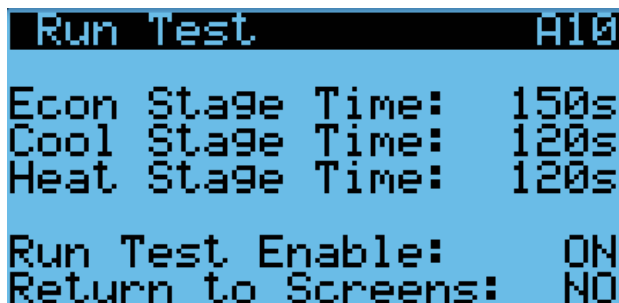 Run Test A10
Econ Stage Time: 150s
Cool Stage Time: 120s
Heat Stage Time: 120s
Run Test Enable: ON
Return to Screens: NO